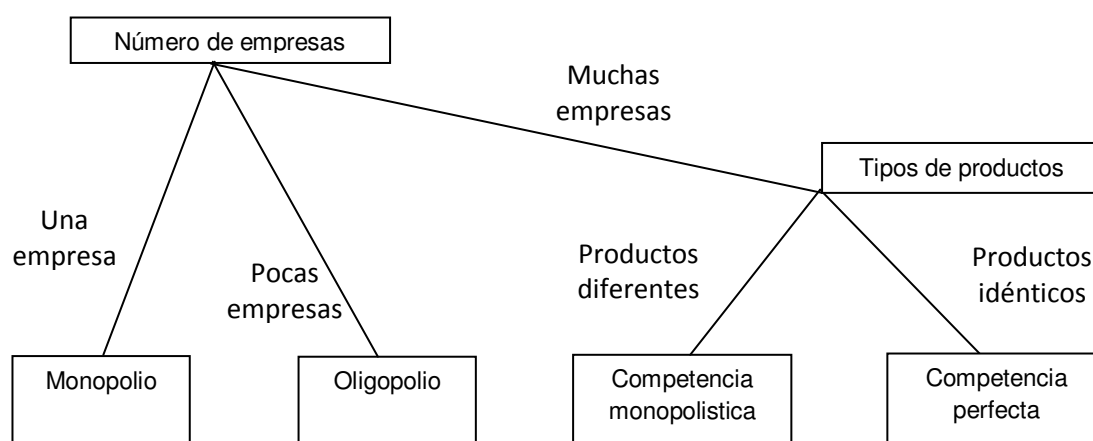 Número de empresas
Muchas
empresas
Tipos de productos
Una
empresa
Pocas
empresas
Productos
diferentes
Productos
idénticos
Monopolio
Oligopolio
Competencia
monopolistica
Competencia
perfecta